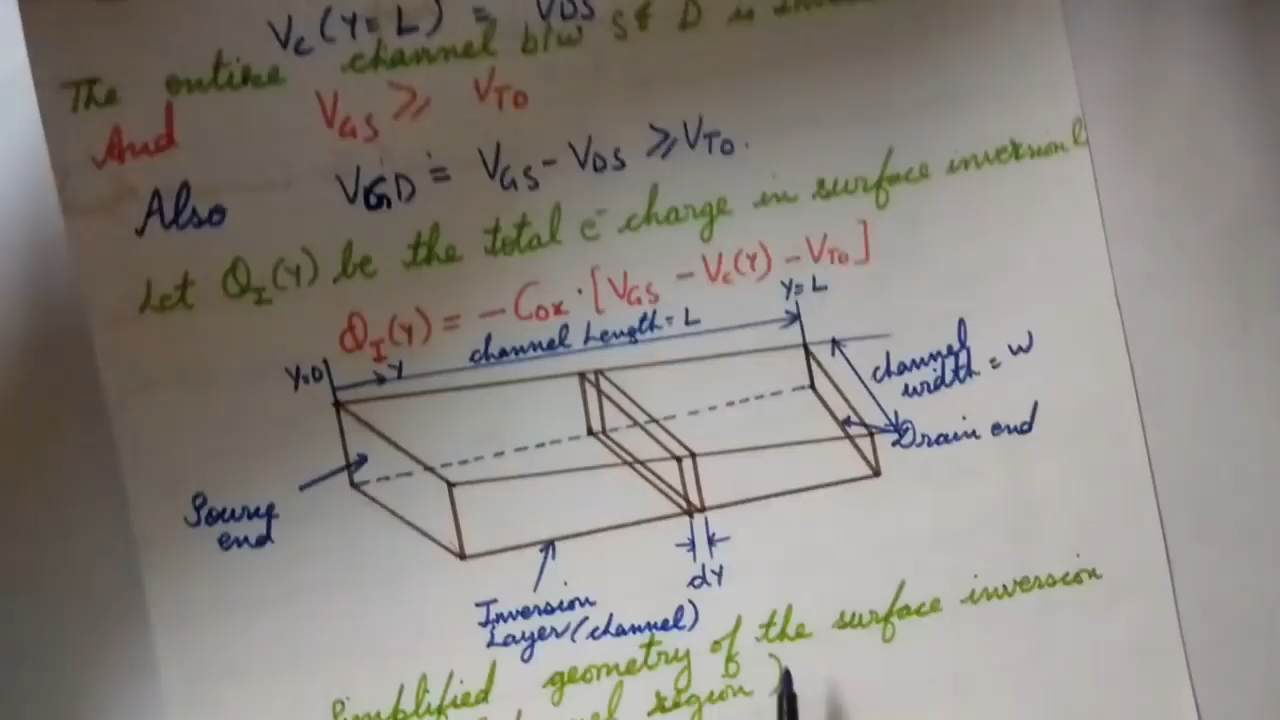 Vc (Y=L) = VDS
The entire channel b/w S & D is
And VGS ≥ VTO
Also VGD = VGS - VDS ≥ VTO.
Let QI(Y) be the total e- charge in surface inversion
QI(Y) = - Cox · [VGS - Vc(Y) - VTO]
channel Length = L
Y=L
Y=0
Y
channel
width = W
Drain end
Source
end
dY
Inversion
Layer (channel)
Simplified geometry of the surface inversion
region )